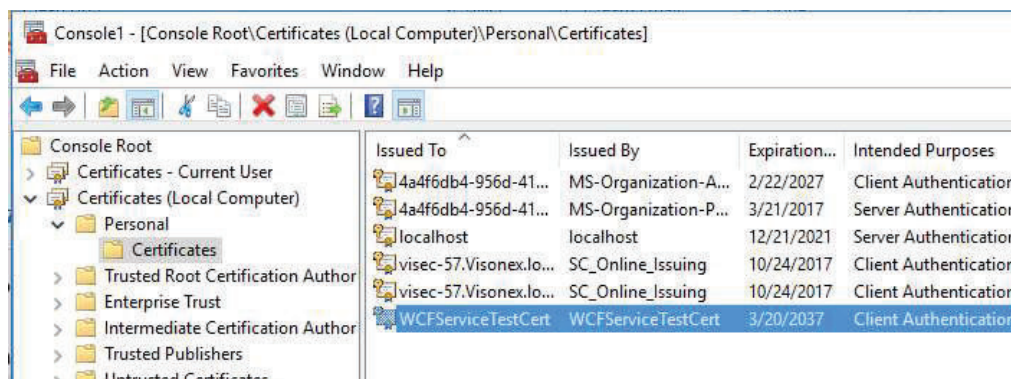 Console1 - [Console Root\Certificates (Local Computer)\Personal\Certificates]
File Action View Favorites Window Help
Console Root
Certificates - Current User
Certificates (Local Computer)
Personal
Certificates
Trusted Root Certification Author
Enterprise Trust
Intermediate Certification Author
Trusted Publishers
Untrusted Certificates
Issued To Issued By Expiration... Intended Purposes
4a4f6db4-956d-41... MS-Organization-A... 2/22/2027 Client Authentication
4a4f6db4-956d-41... MS-Organization-P... 3/21/2017 Server Authentication
localhost localhost 12/21/2021 Server Authentication
visec-57.Visonex.lo... SC_Online_Issuing 10/24/2017 Client Authentication
visec-57.Visonex.lo... SC_Online_Issuing 10/24/2017 Client Authentication
WCFServiceTestCert WCFServiceTestCert 3/20/2037 Client Authentication